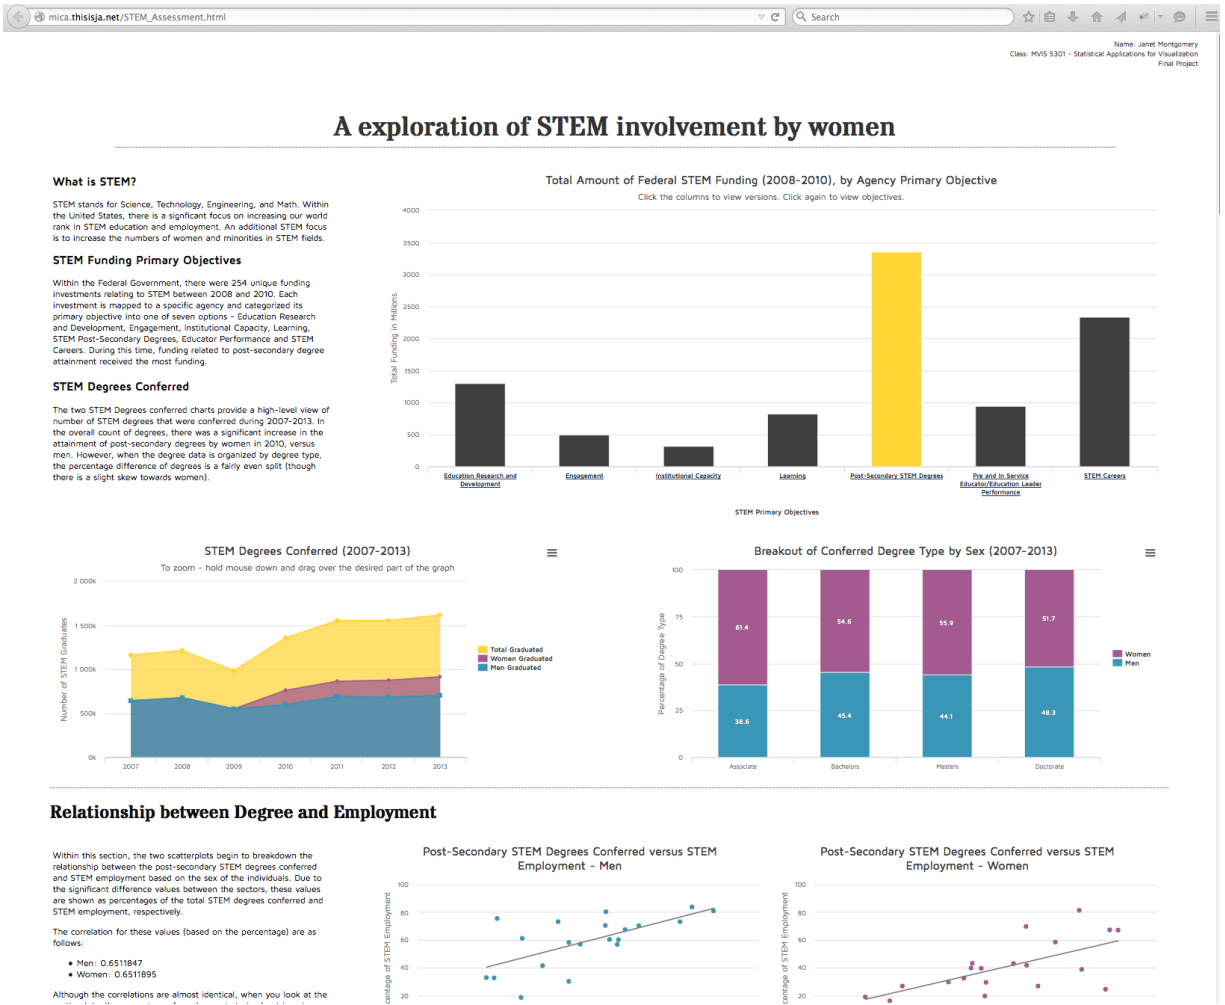 mica.thisisja.net/STEM_Assessment.html
Search
Name: Janet Montgomery
Class: MVIS 5301 - Statistical Applications for Visualization
Final Project
A exploration of STEM involvement by women
What is STEM?
STEM stands for Science, Technology, Engineering, and Math. Within
the United States, there is a signficant focus on increasing our world
rank in STEM education and employment. An additional STEM focus
is to increase the numbers of women and minorities in STEM fields.
STEM Funding Primary Objectives
Within the Federal Government, there were 254 unique funding
investments relating to STEM between 2008 and 2010. Each
investment is mapped to a specific agency and categorized its
primary objective into one of seven options - Education Research
and Development, Engagement, Institutional Capacity, Learning,
STEM Post-Secondary Degrees, Educator Performance and STEM
Careers. During this time, funding related to post-secondary degree
attainment received the most funding.
STEM Degrees Conferred
The two STEM Degrees conferred charts provide a high-level view of
number of STEM degrees that were conferred during 2007-2013. In
the overall count of degrees, there was a significant increase in the
attainment of post-secondary degrees by women in 2010, versus
men. However, when the degree data is organized by degree type,
the percentage difference of degrees is a fairly even split (though
there is a slight skew towards women).
Total Amount of Federal STEM Funding (2008-2010), by Agency Primary Objective
Click the columns to view versions. Click again to view objectives.
Total Funding in Millions
4000
3500
3000
2500
2000
1500
1000
500
0
Education Research and
Development
Engagement
Institutional Capacity
Learning
Post-Secondary STEM Degrees
Pre and In Service
Educator/Education Leader
Performance
STEM Careers
STEM Primary Objectives
STEM Degrees Conferred (2007-2013)
To zoom - hold mouse down and drag over the desired part of the graph
Number of STEM Graduates
2 000k
1 500k
1 000k
500k
0k
2007
2008
2009
2010
2011
2012
2013
Total Graduated
Women Graduated
Men Graduated
Breakout of Conferred Degree Type by Sex (2007-2013)
Percentage of Degree Type
100
75
50
25
0
61.4
54.6
55.9
51.7
38.6
45.4
44.1
48.3
Associate
Bachelors
Masters
Doctorate
Women
Men
Relationship between Degree and Employment
Within this section, the two scatterplots begin to breakdown the
relationship between the post-secondary STEM degrees conferred
and STEM employment based on the sex of the individuals. Due to
the significant difference values between the sectors, these values
are shown as percentages of the total STEM degrees conferred and
STEM employment, respectively.
The correlation for these values (based on the percentage) are as
follows:
Men: 0.6511847
Women: 0.6511895
Although the correlations are almost identical, when you look at the
Post-Secondary STEM Degrees Conferred versus STEM
Employment - Men
centage of STEM Employment
100
80
60
40
20
Post-Secondary STEM Degrees Conferred versus STEM
Employment - Women
centage of STEM Employment
100
80
60
40
20